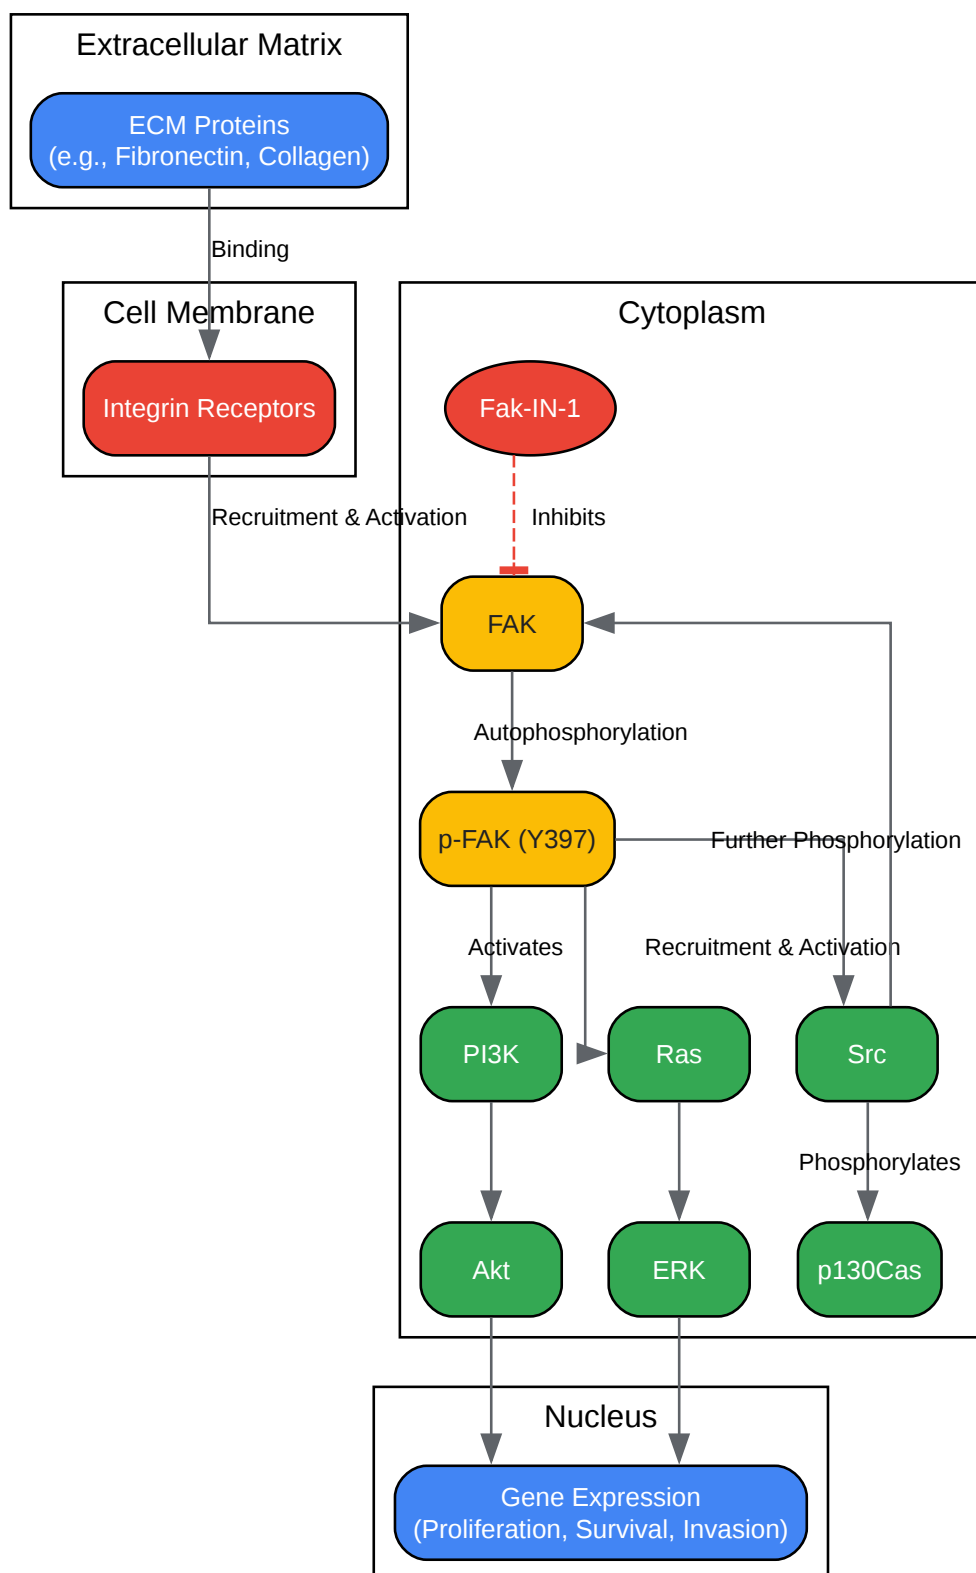 Extracellular Matrix
ECM Proteins
(e.g., Fibronectin, Collagen)
Binding
Cell Membrane
Cytoplasm
Integrin Receptors
Fak-IN-1
Recruitment & Activation
Inhibits
FAK
Autophosphorylation
p-FAK (Y397)
Further Phosphorylation
Activates
Recruitment & Activation
PI3K
Ras
Src
Phosphorylates
Akt
ERK
p130Cas
Nucleus
Gene Expression
(Proliferation, Survival, Invasion)